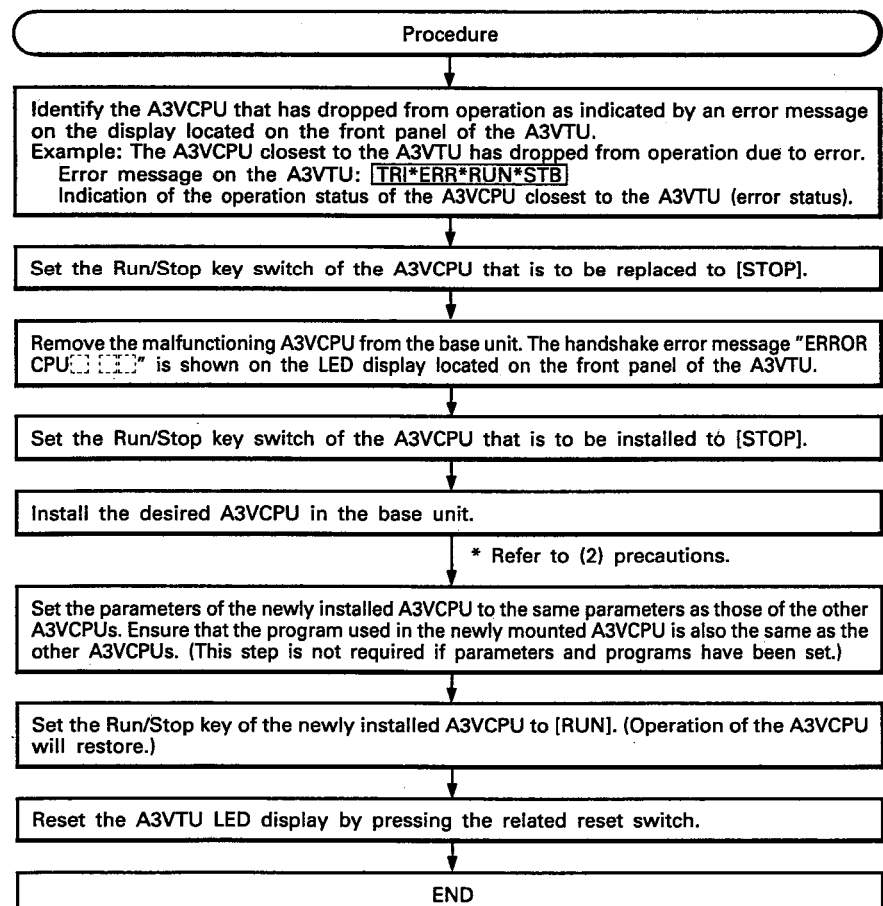 Procedure
Identify the A3VCPU that has dropped from operation as indicated by an error message
on the display located on the front panel of the A3VTU.
Example: The A3VCPU closest to the A3VTU has dropped from operation due to error.
Error message on the A3VTU: TRI*ERR*RUN*STB
Indication of the operation status of the A3VCPU closest to the A3VTU (error status).
Set the Run/Stop key switch of the A3VCPU that is to be replaced to [STOP].
Remove the malfunctioning A3VCPU from the base unit. The handshake error message "ERROR
CPU⬚ ⬚⬚" is shown on the LED display located on the front panel of the A3VTU.
Set the Run/Stop key switch of the A3VCPU that is to be installed to [STOP].
Install the desired A3VCPU in the base unit.
* Refer to (2) precautions.
Set the parameters of the newly installed A3VCPU to the same parameters as those of the other
A3VCPUs. Ensure that the program used in the newly mounted A3VCPU is also the same as the
other A3VCPUs. (This step is not required if parameters and programs have been set.)
Set the Run/Stop key of the newly installed A3VCPU to [RUN]. (Operation of the A3VCPU
will restore.)
Reset the A3VTU LED display by pressing the related reset switch.
END